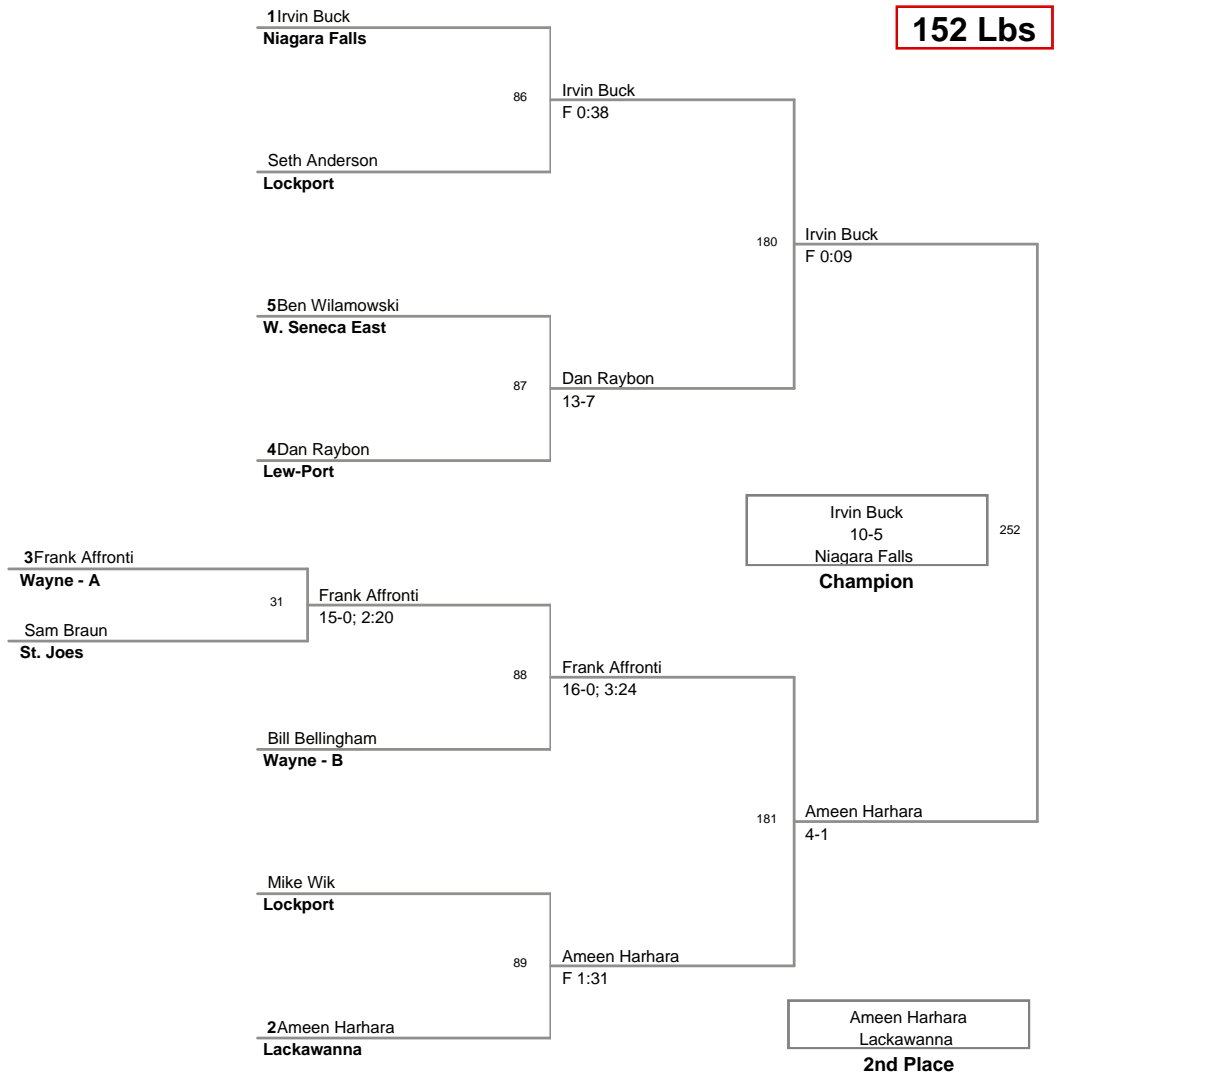 1Irvin Buck
Niagara Falls
152 Lbs
86
Irvin Buck
F 0:38
Seth Anderson
Lockport
180
Irvin Buck
F 0:09
5Ben Wilamowski
W. Seneca East
87
Dan Raybon
13-7
4Dan Raybon
Lew-Port
Irvin Buck
10-5
Niagara Falls
Champion
252
3Frank Affronti
Wayne - A
31
Frank Affronti
15-0; 2:20
Sam Braun
St. Joes
88
Frank Affronti
16-0; 3:24
Bill Bellingham
Wayne - B
181
Ameen Harhara
4-1
Mike Wik
Lockport
89
Ameen Harhara
F 1:31
2Ameen Harhara
Lackawanna
Ameen Harhara
Lackawanna
2nd Place